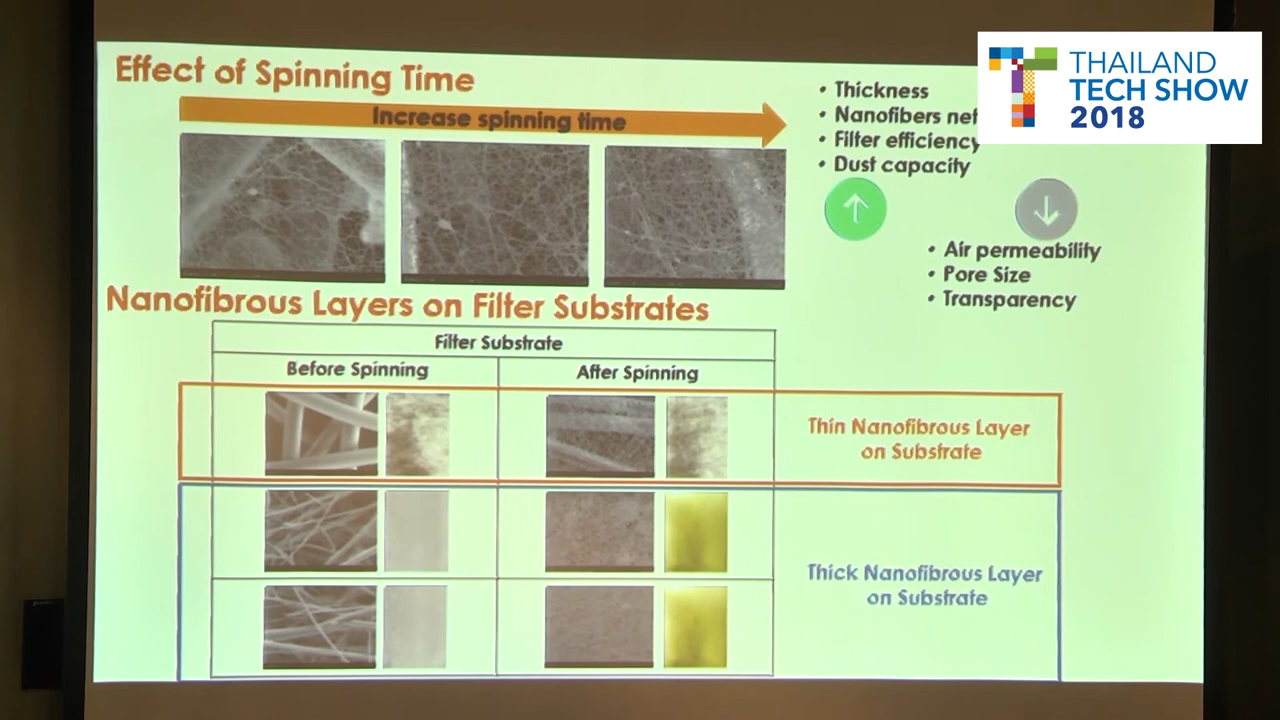 Effect of Spinning Time
Increase spinning time
• Thickness
• Nanofibers
• Filter efficiency
• Dust capacity
• Air permeability
• Pore Size
• Transparency
THAILAND
TECH SHOW
2018
Nanofibrous Layers on Filter Substrates
Filter Substrate
Before Spinning
After Spinning
Thin Nanofibrous Layer
on Substrate
Thick Nanofibrous Layer
on Substrate